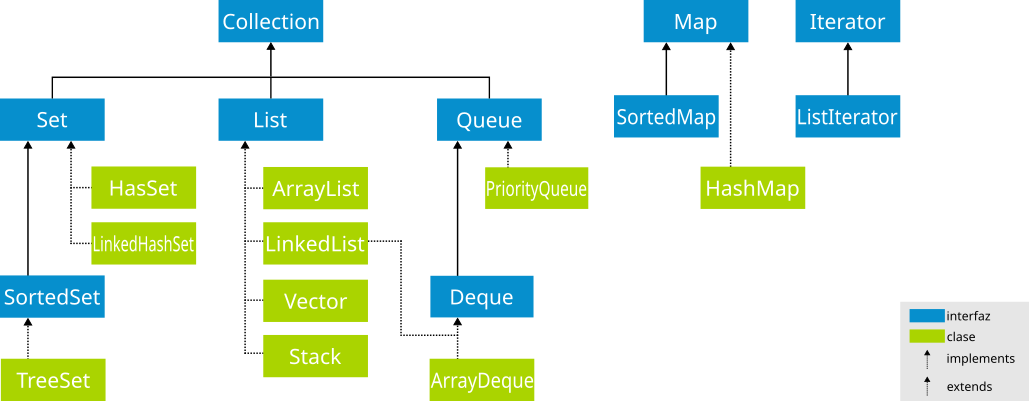 Collection
Map
Iterator
Set
List
Queue
SortedMap
ListIterator
HasSet
ArrayList
PriorityQueue
HashMap
LinkedHashSet
LinkedList
SortedSet
Vector
Deque
Stack
TreeSet
ArrayDeque
interfaz
clase
implements
extends